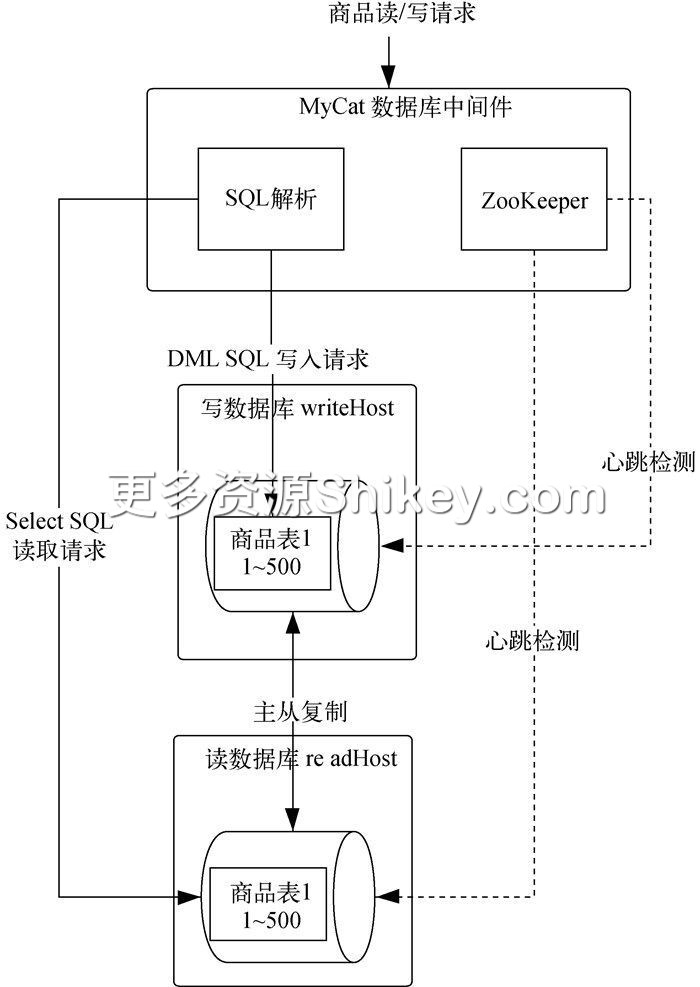 商品读/写请求
MyCat 数据库中间件
SQL解析
ZooKeeper
DML SQL 写入请求
写数据库 writeHost
心跳检测
更多资源Shikey.com
Select SQL
读取请求
商品表1
1~500
心跳检测
主从复制
读数据库 re adHost
商品表1
1~500